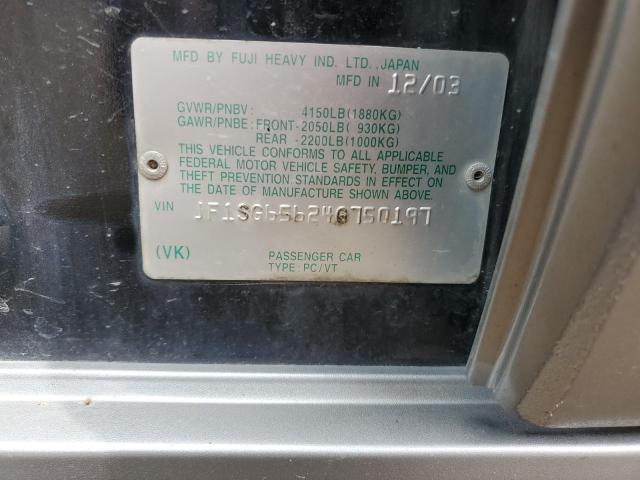 MFD BY FUJI HEAVY IND. LTD.,JAPAN
MFD IN 12/03
GVWR/PNBV : 4150LB(1880KG)
GAWR/PNBE:FRONT-2050LB( 930KG)
REAR -2200LB(1000KG)
THIS VEHICLE CONFORMS TO ALL APPLICABLE
FEDERAL MOTOR VEHICLE SAFETY, BUMPER, AND
THEFT PREVENTION STANDARDS IN EFFECT ON THE
DATE OF MANUFACTURE SHOWN ABOVE.
VIN JF1SG65624G750197
(VK) PASSENGER CAR
TYPE:PC/VT